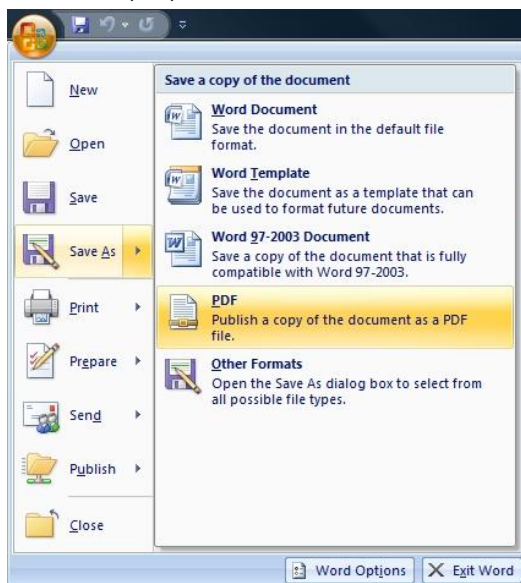 New
Open
Save
Save As
Print
Prepare
Send
Publish
Close
Save a copy of the document
Word Document
Save the document in the default file
format.
Word Template
Save the document as a template that can
be used to format future documents.
Word 97-2003 Document
Save a copy of the document that is fully
compatible with Word 97-2003.
PDF
Publish a copy of the document as a PDF
file.
Other Formats
Open the Save As dialog box to select from
all possible file types.
Word Options
Exit Word